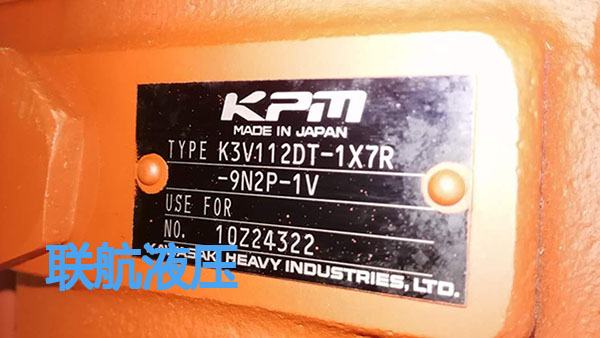 KPM
MADE IN JAPAN
TYPE K3V112DT-1X7R
-9N2P-1V
USE FOR
NO. 10Z24322
KAWASAKI HEAVY INDUSTRIES, LTD.
联航液压